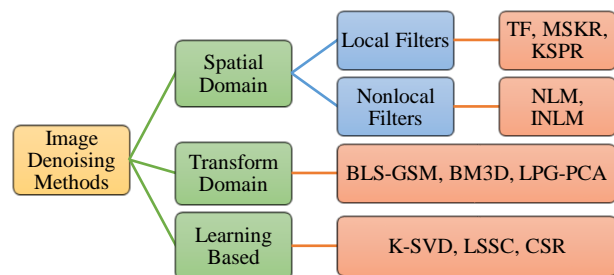 Image
Denoising
Methods
Spatial
Domain
Local Filters
TF, MSKR,
KSPR
Nonlocal
Filters
NLM,
INLM
Transform
Domain
BLS-GSM, BM3D, LPG-PCA
Learning
Based
K-SVD, LSSC, CSR